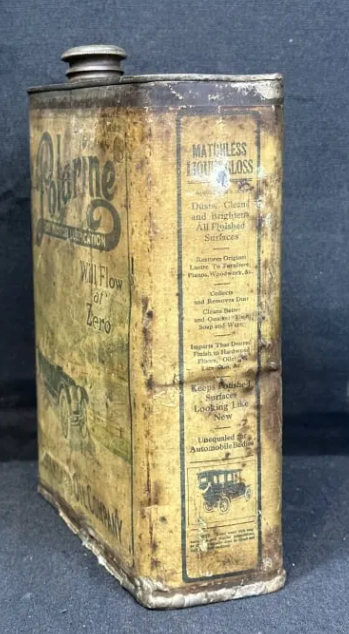 Polarine
Will Flow
at
Zero
Company
MATCHLESS
LIQUID GLOSS
Dusts, Cleans
and Brightens
All Finished
Surfaces
Restores Original
Lustre To Furniture,
Pianos, Woodwork, &c.
Collects
and Removes Dust
Cleans Better
and Quicker Than
Soap and Water
Imparts That Desired
Finish to Hardwood
Floors,
Keeps Polished
Surfaces
Looking Like
New
Unequaled for
Automobile Bodies